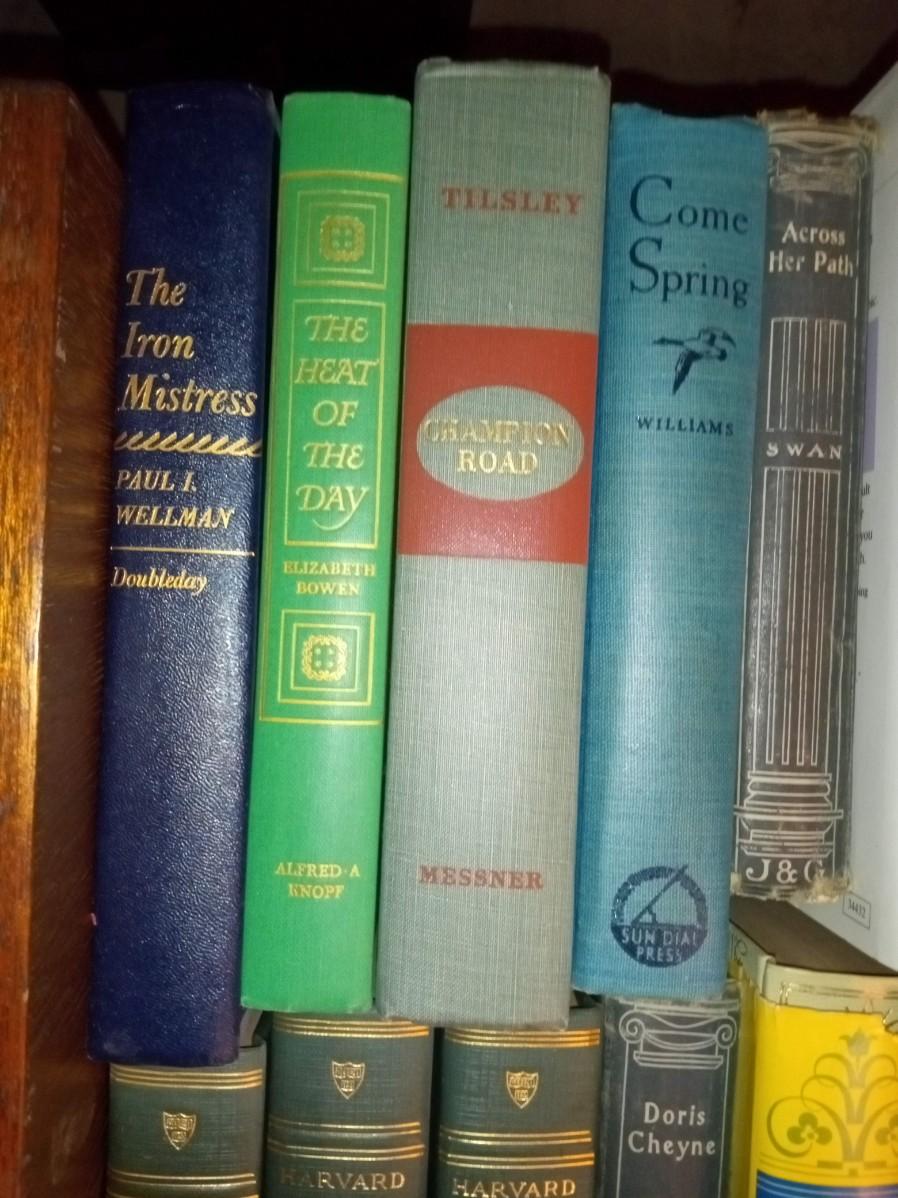 The
Iron
Mistress
PAUL I.
WELLMAN
Doubleday
THE
HEAT
OF
THE
DAY
ELIZABETH
BOWEN
ALFRED·A
KNOPF
TILSLEY
CHAMPION
ROAD
MESSNER
Come
Spring
WILLIAMS
SUN DIAL
PRESS
Across
Her Path
SWAN
J&G
34432
HARVARD
HARVARD
Doris
Cheyne